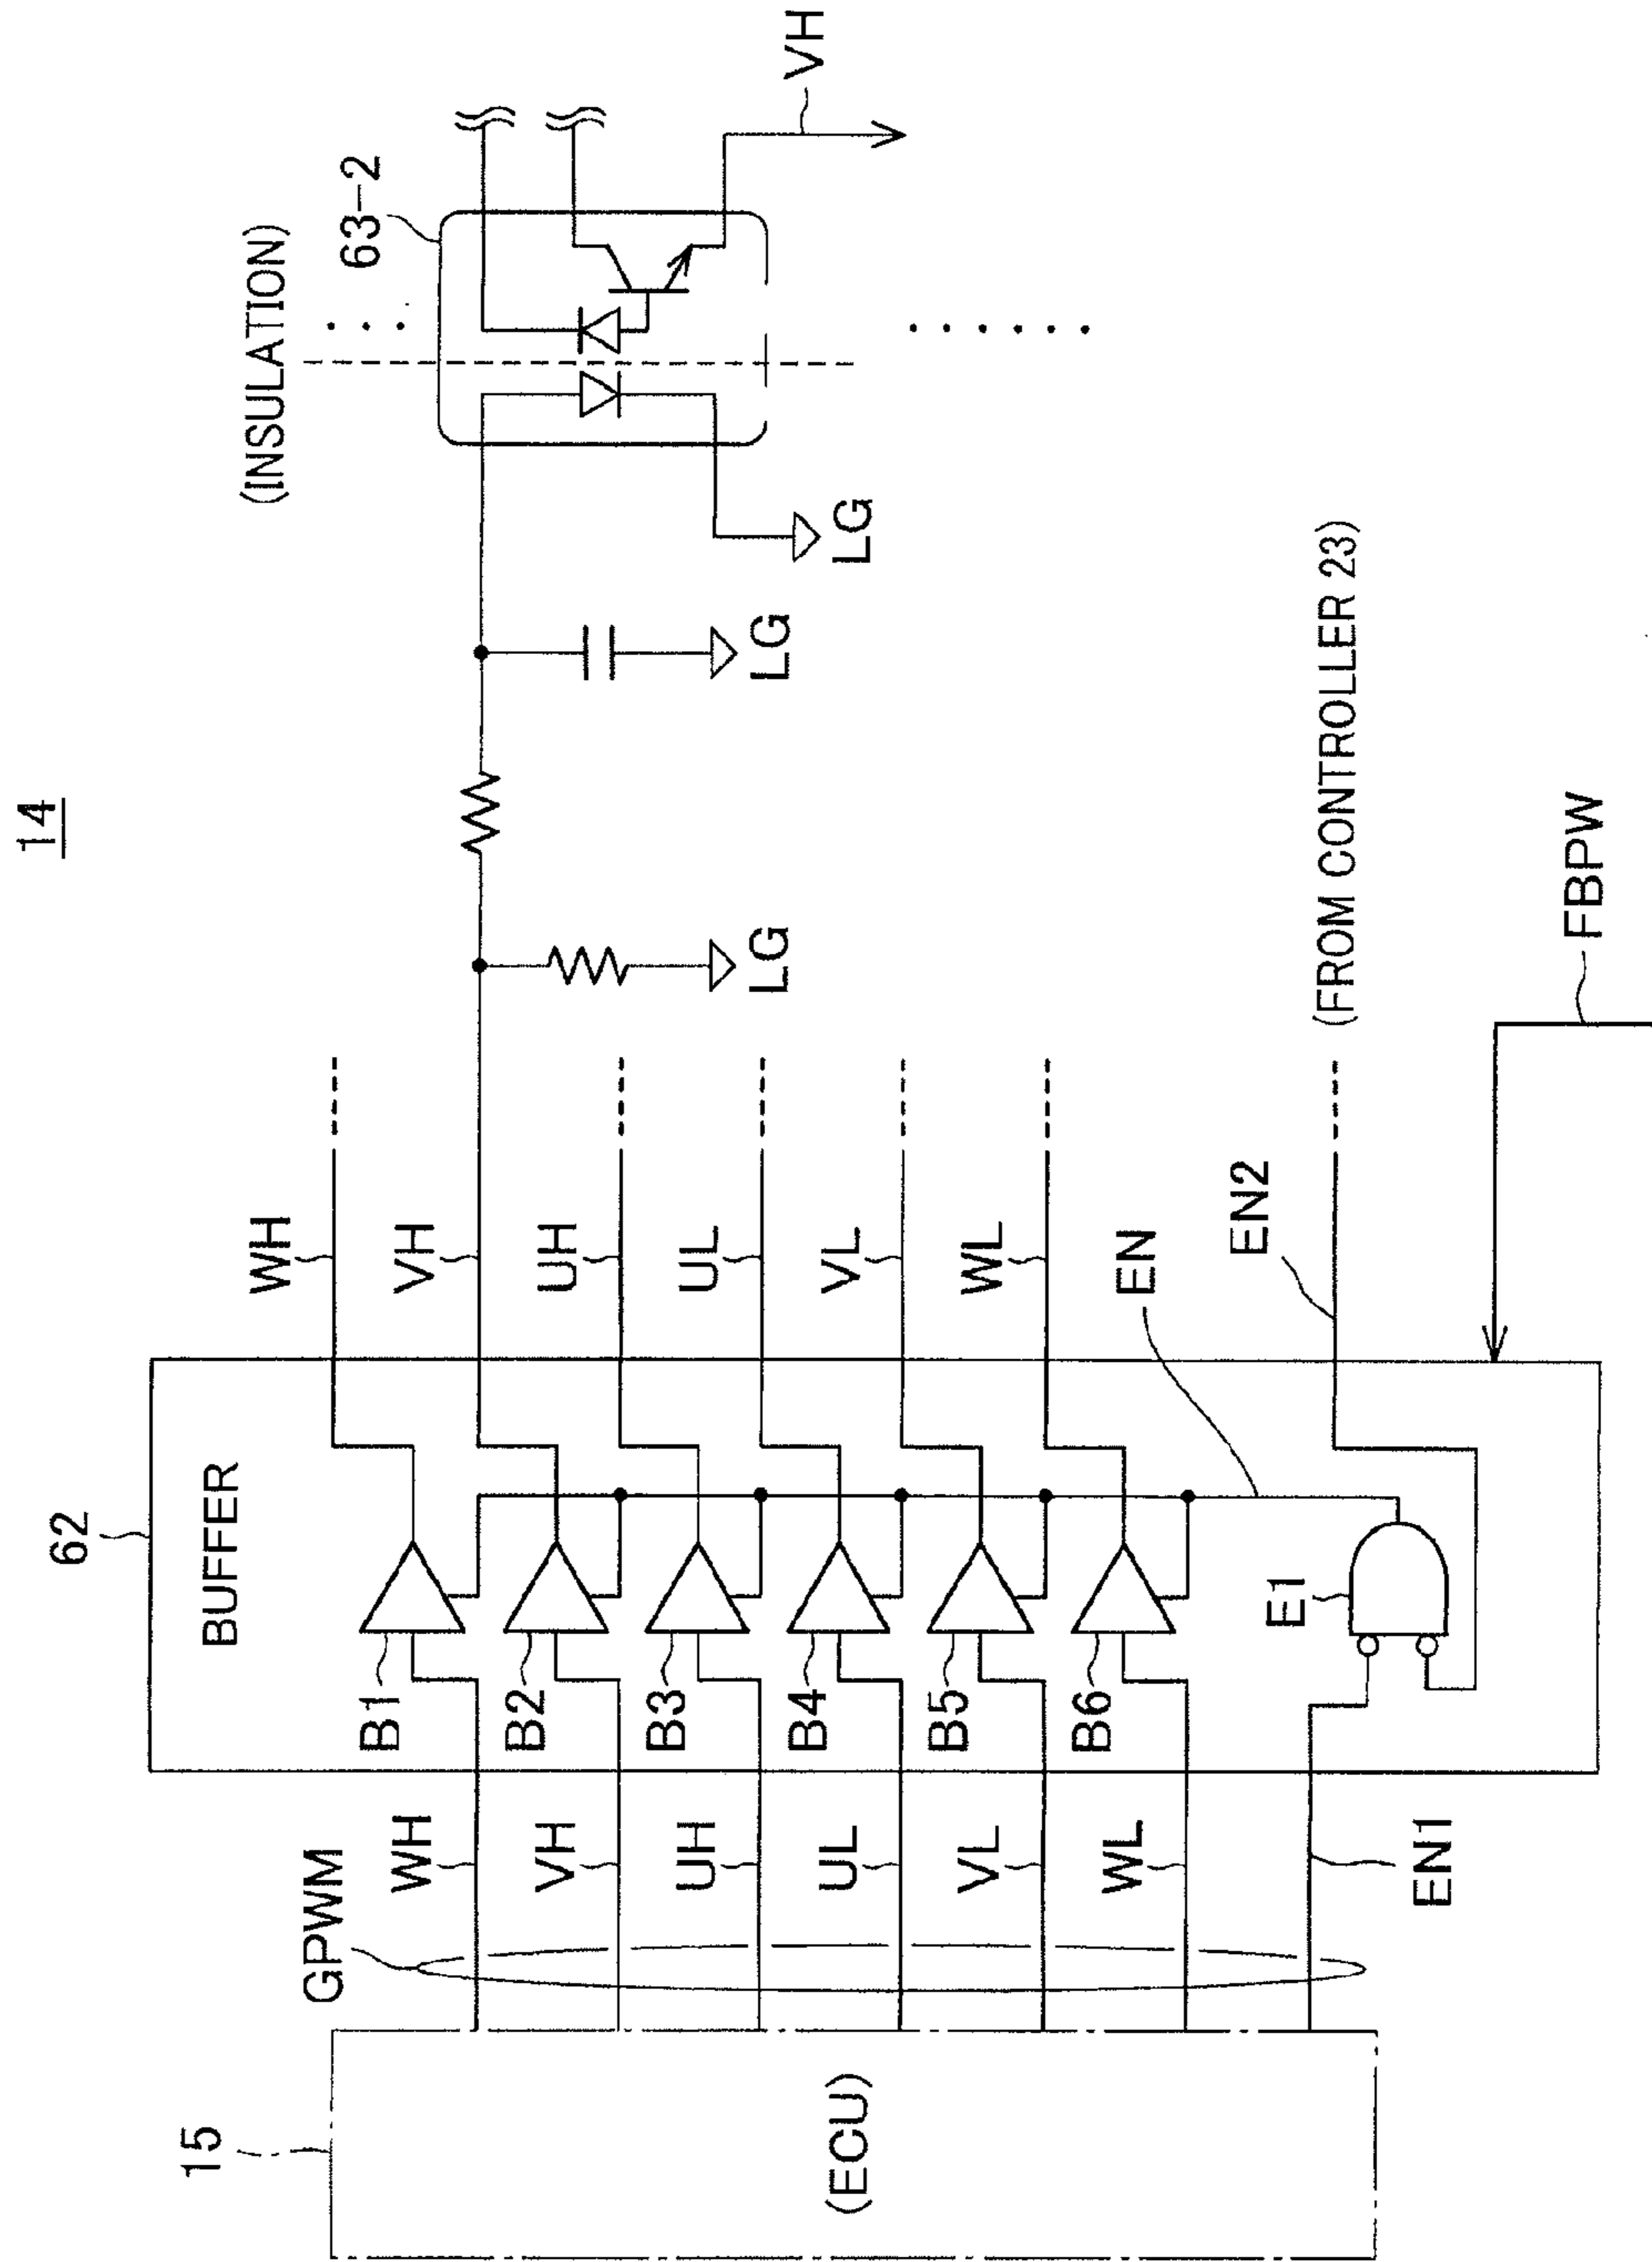 14
(INSULATION)
63-2
VH
LG
LG
LG
(FROM CONTROLLER 23)
FBPW
WH
VH
UH
UL
VL
WL
EN
EN2
62
BUFFER
B1
B2
B3
B4
B5
B6
E1
GPWM
WH
VH
UH
UL
VL
WL
EN1
15
(ECU)